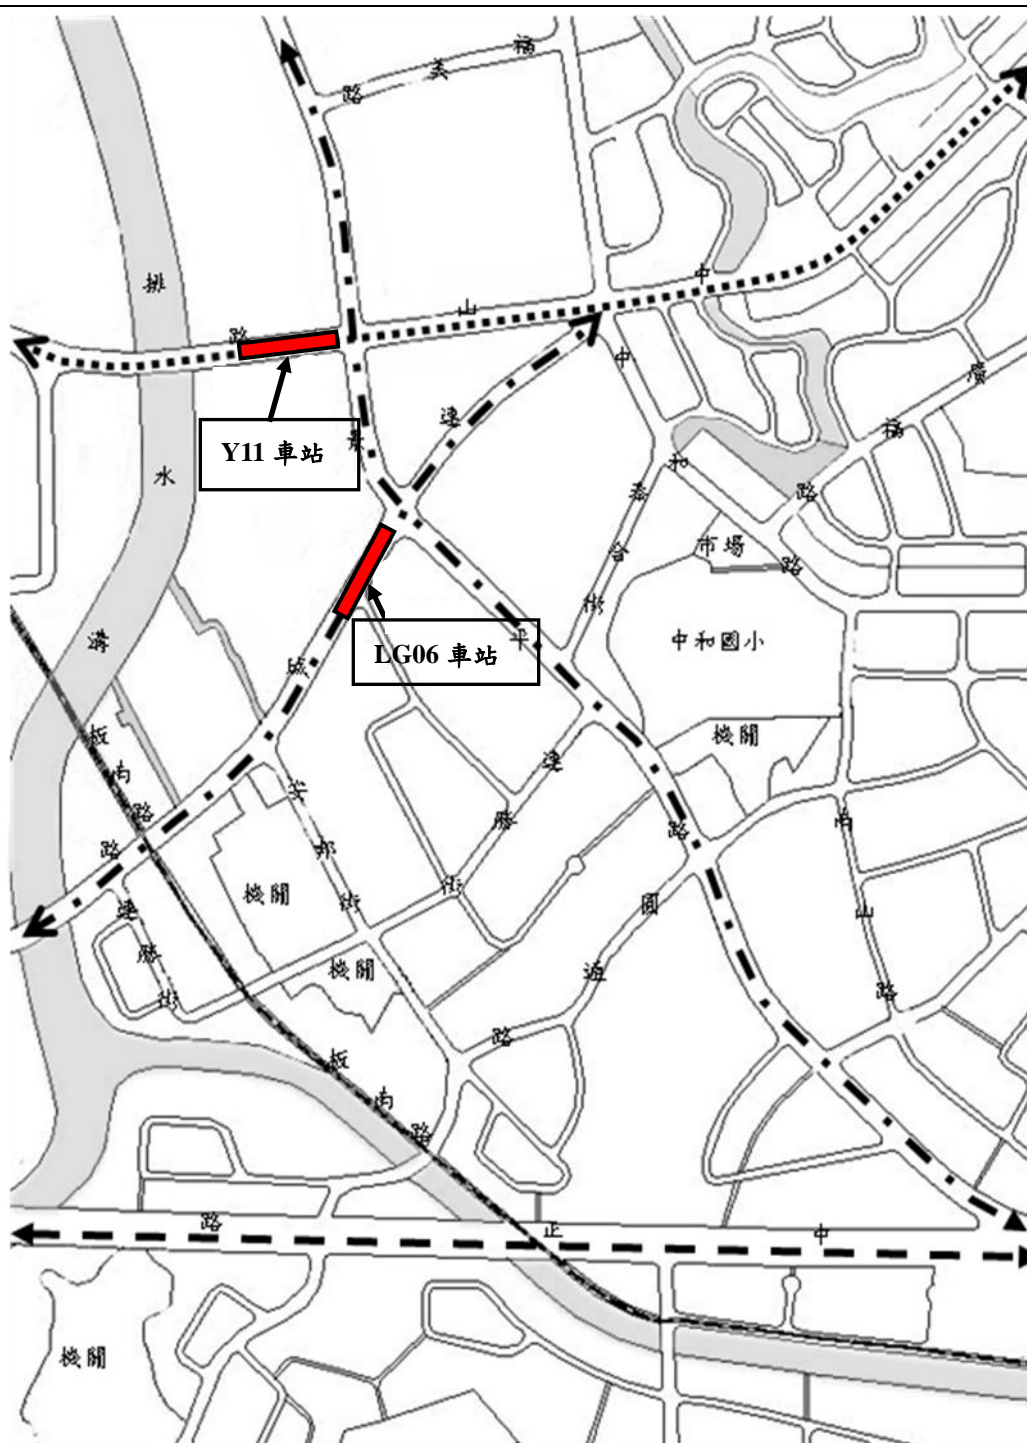 福美路
中山路
排水溝
Y11 車站
景平路
連城路
中和路
廣福路
泰合街
市場
中和國小
LG06 車站
機關
板南路
安邦街
連勝街
南山路
圓通路
機關
連勝街
機關
板南路
中正路
機關